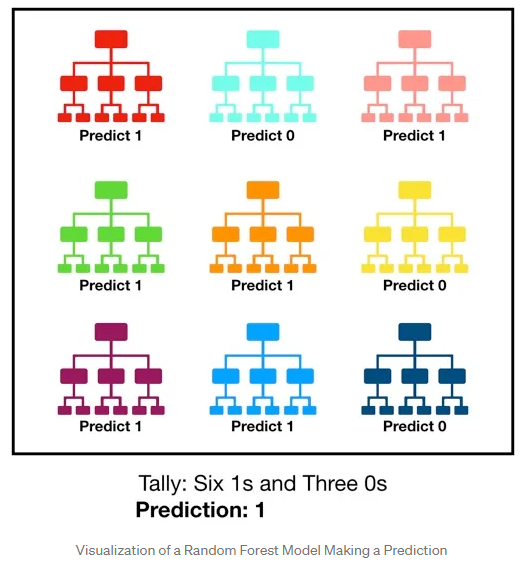 Predict 1
Predict 0
Predict 1
Predict 1
Predict 1
Predict 0
Predict 1
Predict 1
Predict 0
Tally: Six 1s and Three 0s
Prediction: 1
Visualization of a Random Forest Model Making a Prediction